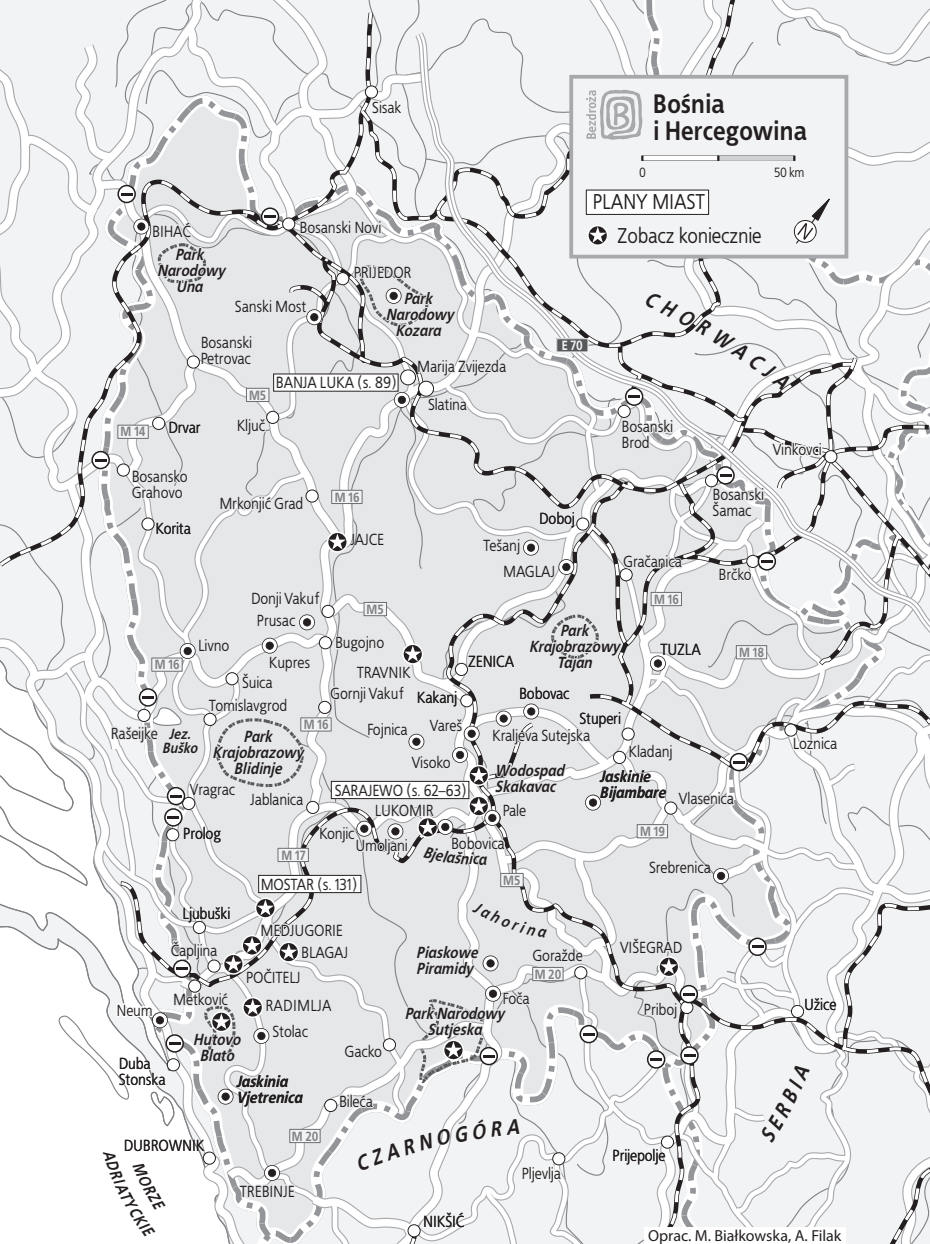 Sisak
Bezdroża
B
Bośnia
i Hercegowina
0
50 km
PLANY MIAST
Zobacz koniecznie
N
BIHAĆ
Bosanski Novi
Park
Narodowy
Una
PRIJEDOR
Park
Narodowy
Kozara
Sanski Most
CHORWACJA
E 70
Bosanski
Petrovac
Marija Zvijezda
BANJA LUKA (s. 89)
Slatina
M5
Ključ
M 14
Drvar
Bosanski
Brod
Vinkovci
Bosansko
Grahovo
Bosanski
Šamac
Mrkonjić Grad
M 16
Korita
Doboj
JAJCE
Tešanj
MAGLAJ
Gračanica
Brčko
Donji Vakuf
M5
M 16
Prusac
Park
Krajobrazowy
Tajan
Livno
Bugojno
Kupres
TRAVNIK
ZENICA
TUZLA
M 18
M 16
Šuica
Gornji Vakuf
Kakanj
Bobovac
Tomislavgrad
Rašeijke
Jez.
Buško
M 16
Fojnica
Vareš
Kraljeva Sutejska
Stuperi
Loznica
Park
Krajobrazowy
Blidinje
Visoko
Kladanj
Wodospad
Skakavac
Jaskinie
Bijambare
Vragrac
Jablanica
SARAJEWO (s. 62–63)
LUKOMIR
Pale
Vlasenica
Prolog
Konjic
Umoljani
Bobovica
Bjelašnica
M 19
M 17
Srebrenica
M5
MOSTAR (s. 131)
Jahorina
Ljubuški
MEDJUGORIE
Čapljina
BLAGAJ
POČITELJ
Piaskowe
Piramidy
Goražde
VIŠEGRAD
M 20
Metković
Foča
Neum
RADIMLJA
Park Narodowy
Sutjeska
Priboj
Užice
Stolac
Hutovo
Blato
Gacko
Duba
Stonska
Jaskinia
Vjetrenica
Bileća
SERBIA
M 20
CZARNOGÓRA
DUBROWNIK
Prijepolje
Pljevlja
MORZE
ADRIATYCKIE
TREBINJE
NIKŠIĆ
Oprac. M. Białkowska, A. Filak